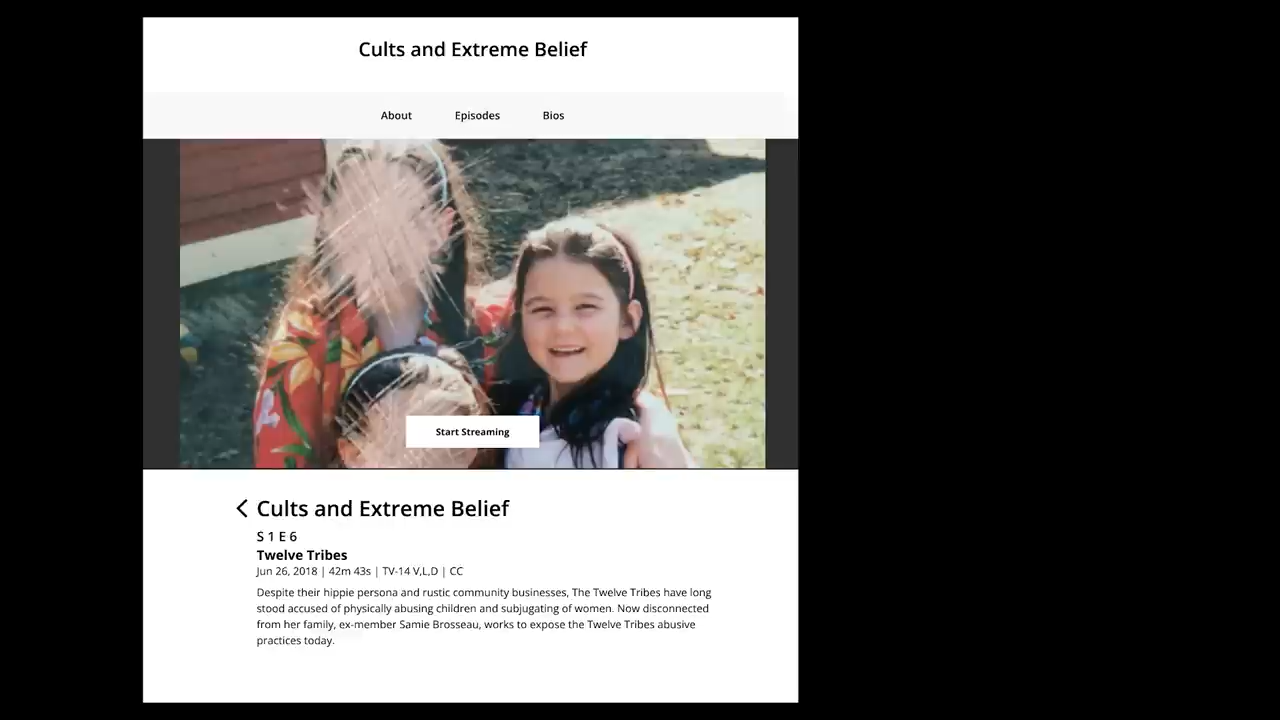 Cults and Extreme Belief
About Episodes Bios
Start Streaming
Cults and Extreme Belief
S 1 E 6
Twelve Tribes
Jun 26, 2018 | 42m 43s | TV-14 V,L,D | CC
Despite their hippie persona and rustic community businesses, The Twelve Tribes have long
stood accused of physically abusing children and subjugating of women. Now disconnected
from her family, ex-member Samie Brosseau, works to expose the Twelve Tribes abusive
practices today.